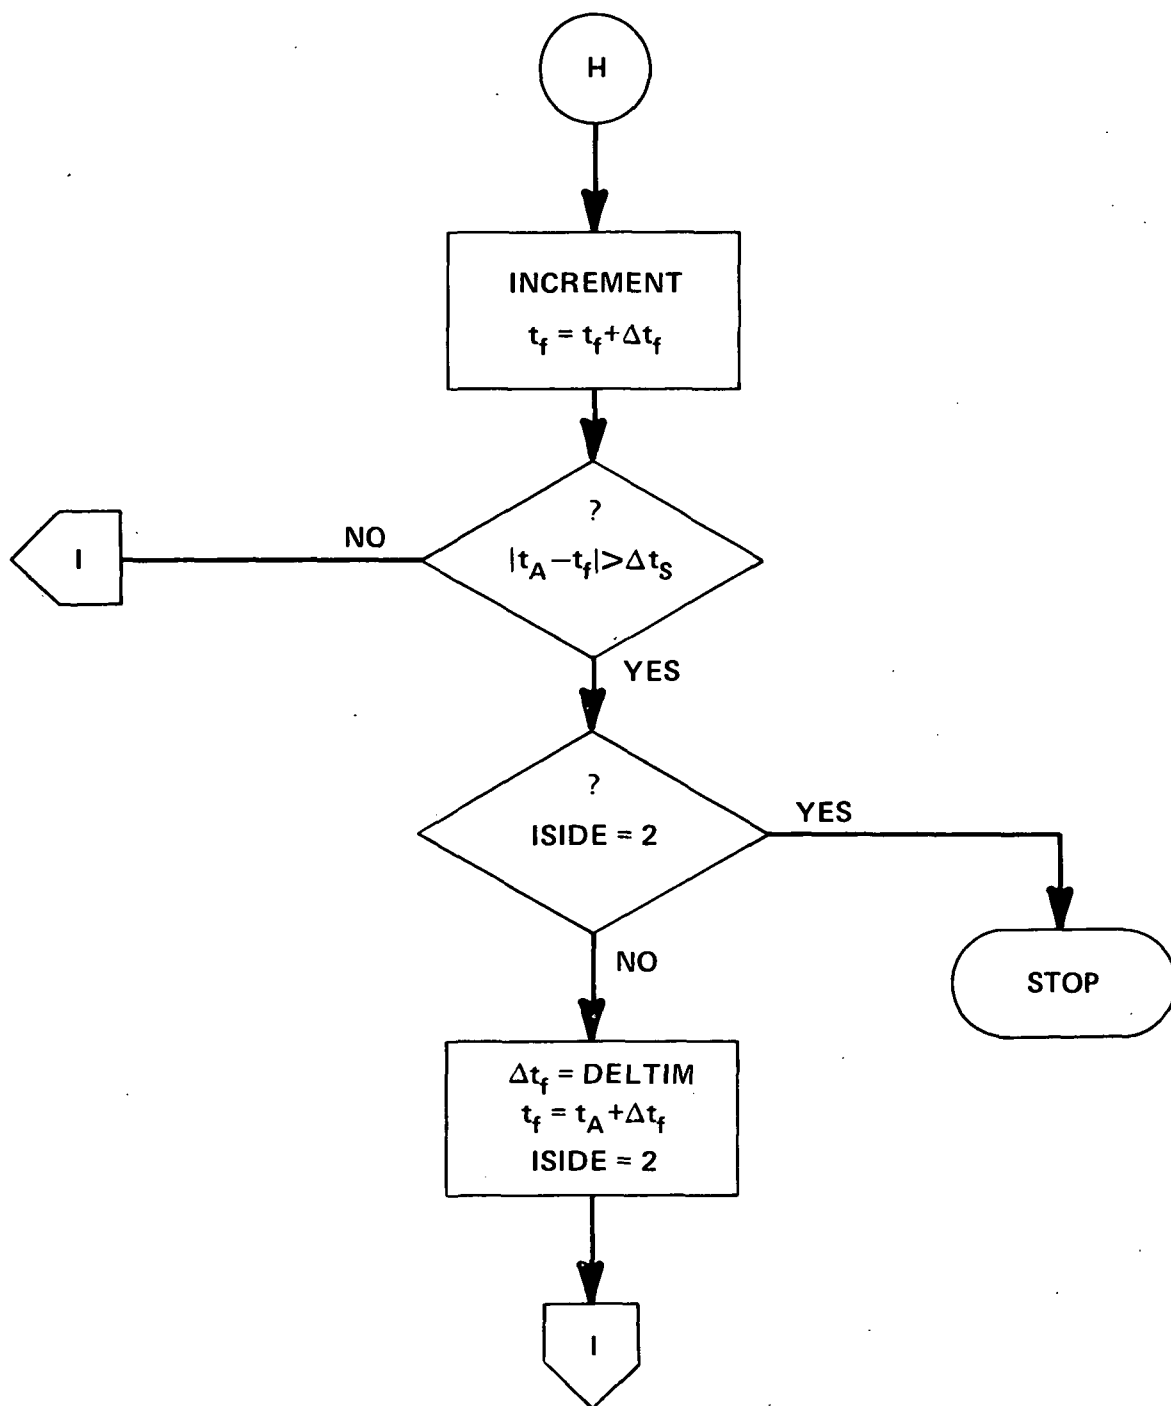 H
INCREMENT
t_f = t_f+Δt_f
?
NO
I
|t_A–t_f|>Δt_S
YES
?
YES
ISIDE = 2
NO
STOP
Δt_f = DELTIM
t_f = t_A+Δt_f
ISIDE = 2
I